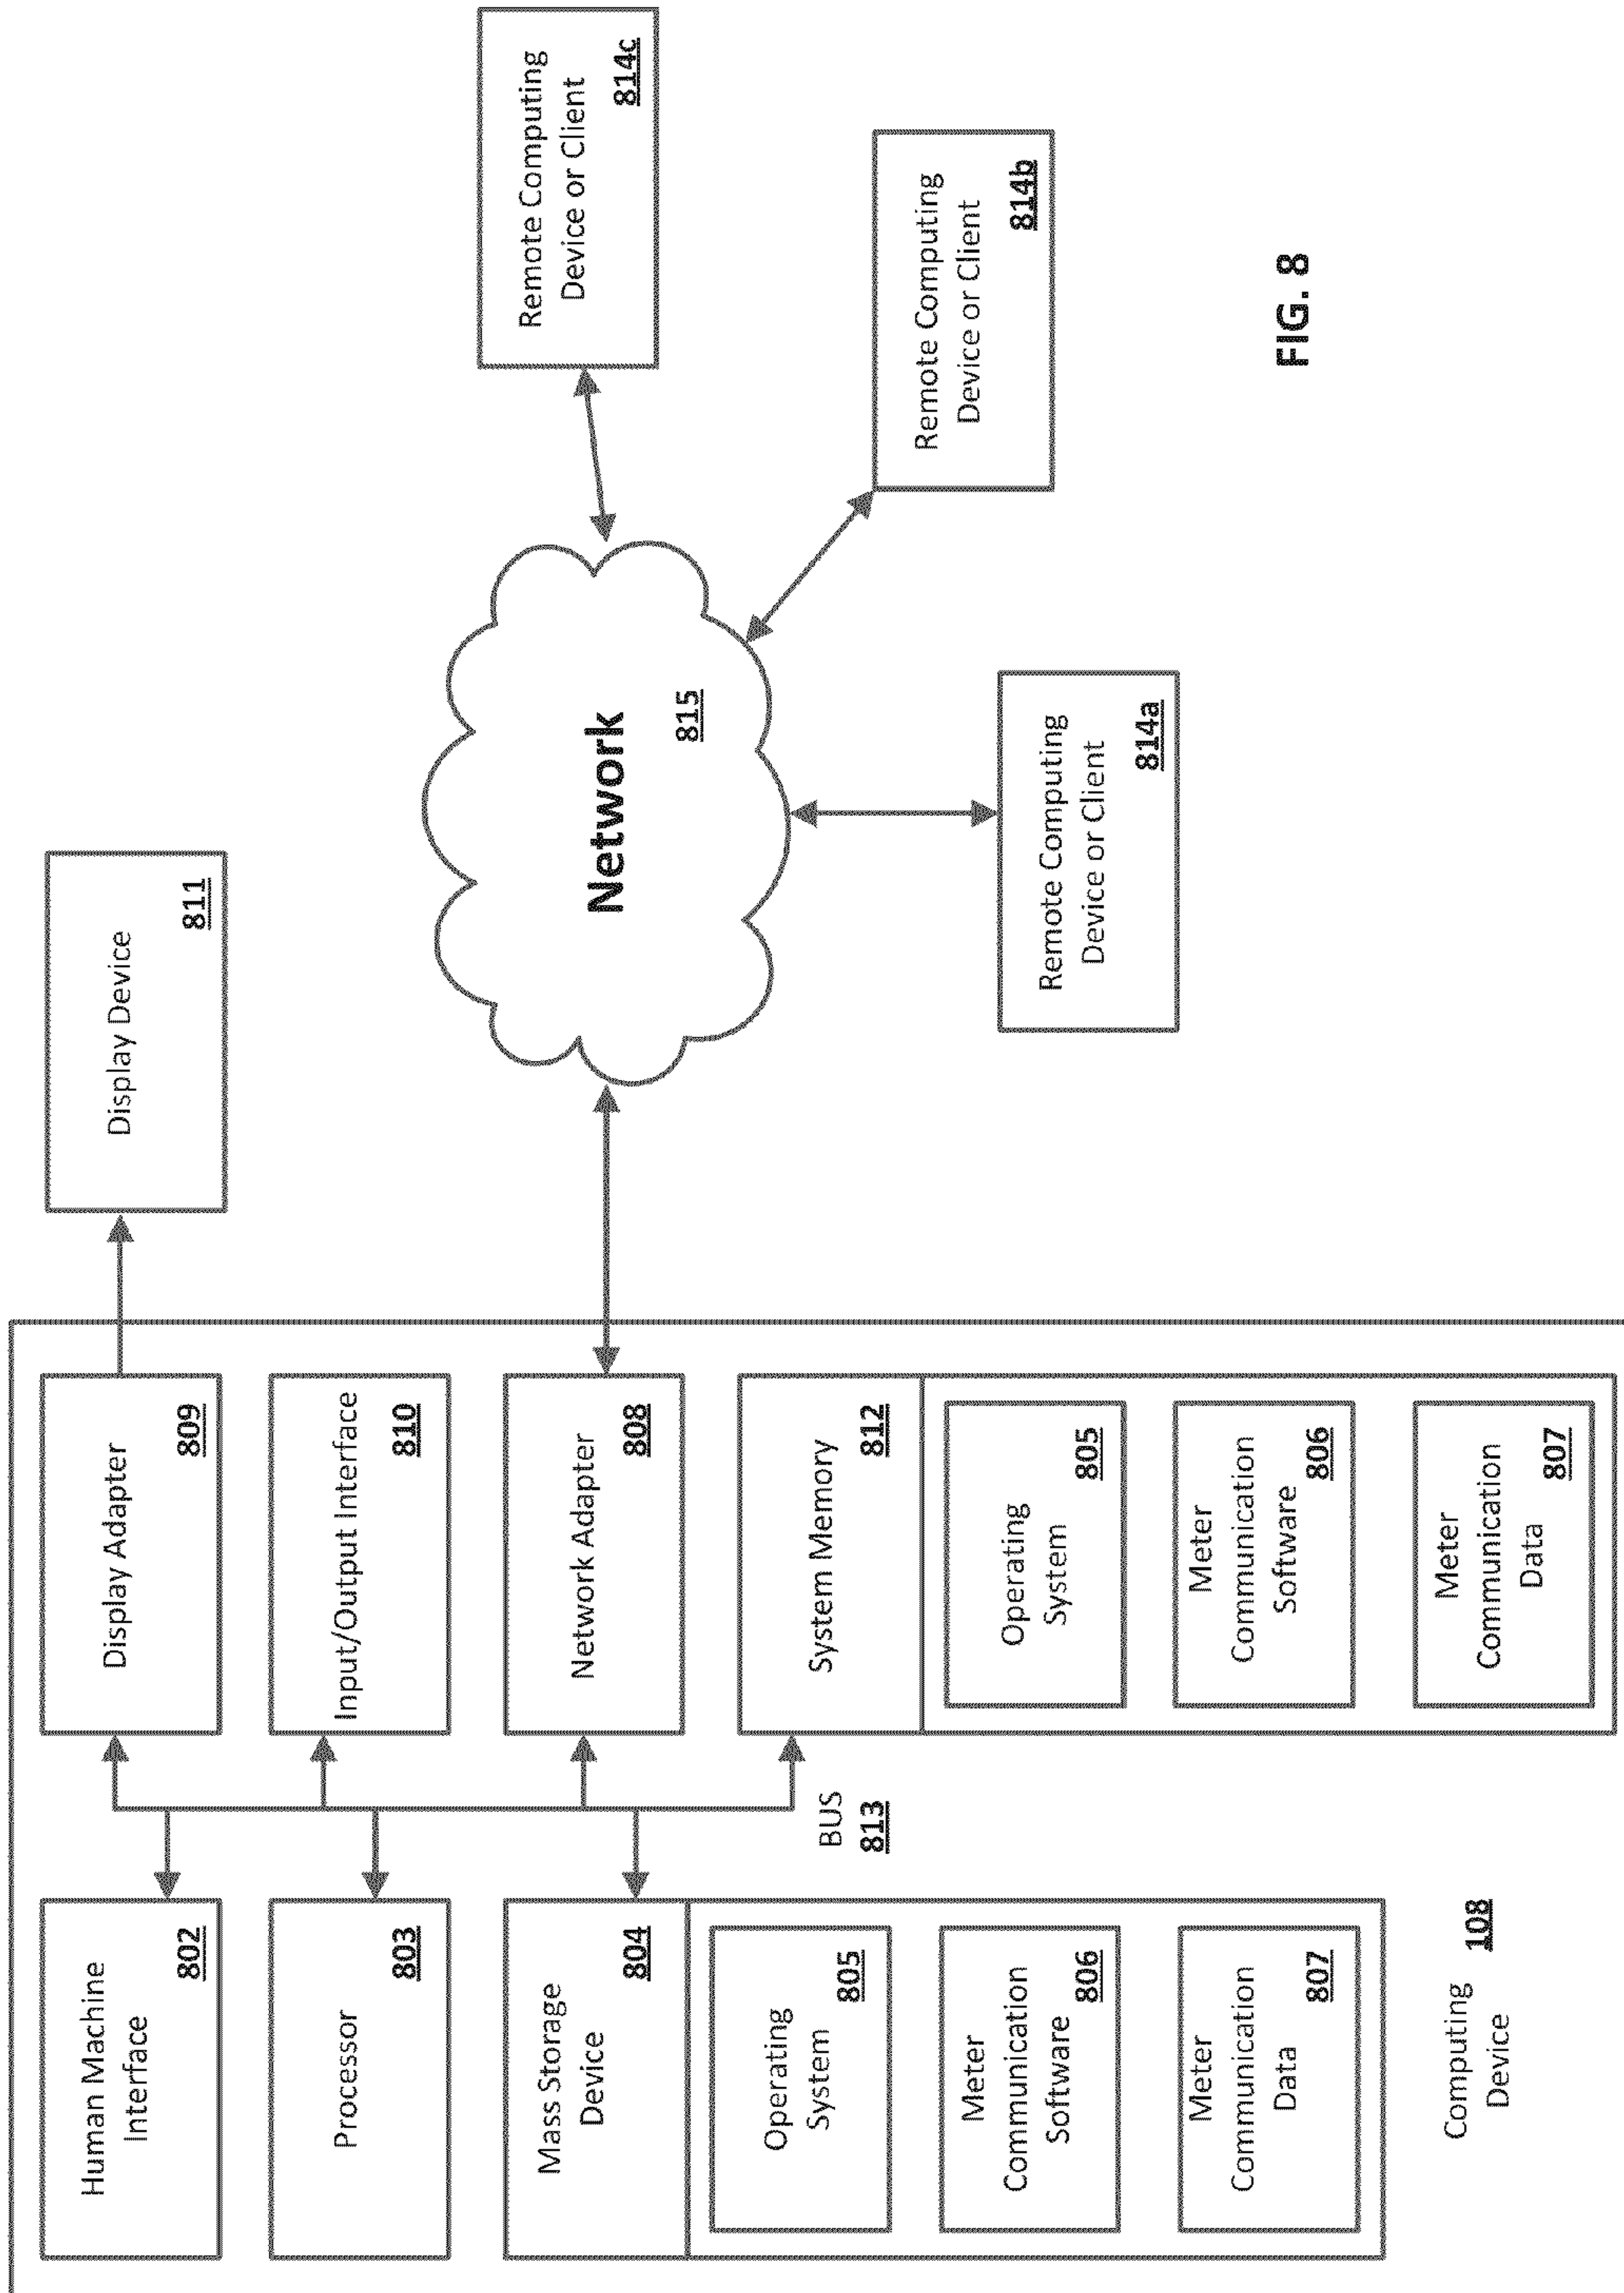 Human Machine
Interface
802
Processor
803
Mass Storage
Device
804
Operating
System
805
Meter
Communication
Software
806
Meter
Communication
Data
807
Computing
Device
108
BUS
813
Display Adapter
809
Input/Output Interface
810
Network Adapter
808
System Memory
812
Operating
System
805
Meter
Communication
Software
806
Meter
Communication
Data
807
Display Device
811
Network
815
Remote Computing
Device or Client
814a
Remote Computing
Device or Client
814b
Remote Computing
Device or Client
814c
FIG. 8